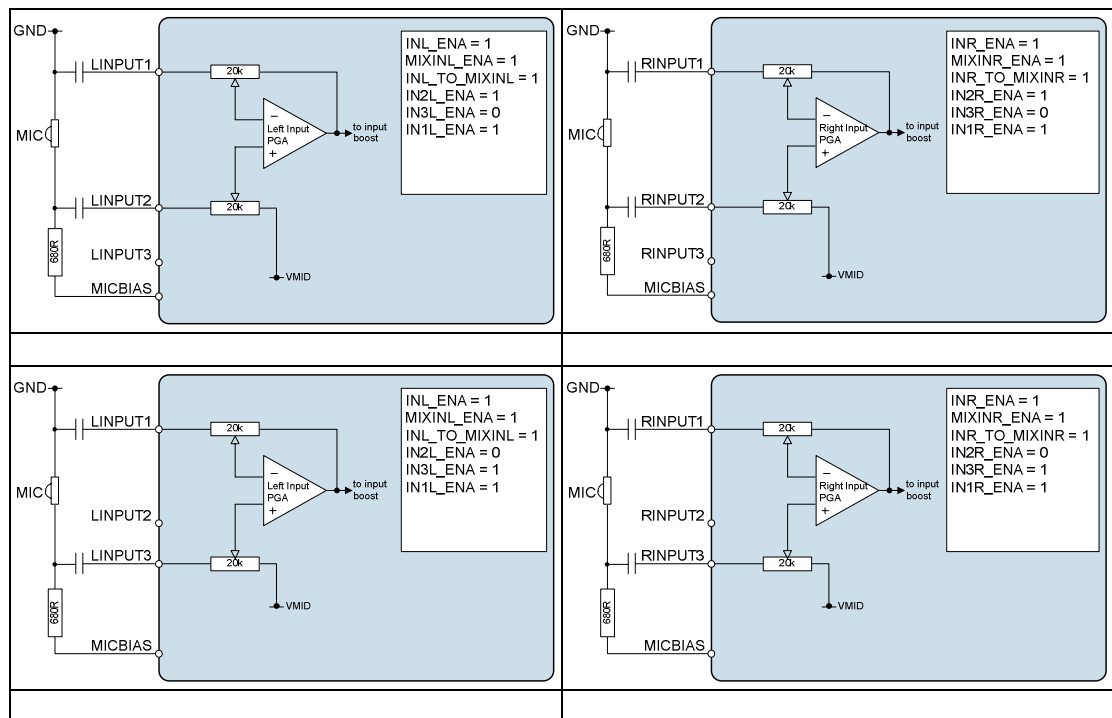 GND
LINPUT1
20k
INL_ENA = 1
MIXINL_ENA = 1
INL_TO_MIXINL = 1
IN2L_ENA = 1
IN3L_ENA = 0
IN1L_ENA = 1
MIC
−
Left Input
PGA
+
to input
boost
LINPUT2
20k
680R
LINPUT3
VMID
MICBIAS
GND
RINPUT1
20k
INR_ENA = 1
MIXINR_ENA = 1
INR_TO_MIXINR = 1
IN2R_ENA = 1
IN3R_ENA = 0
IN1R_ENA = 1
MIC
−
Right Input
PGA
+
to input
boost
RINPUT2
20k
680R
RINPUT3
VMID
MICBIAS
GND
LINPUT1
20k
INL_ENA = 1
MIXINL_ENA = 1
INL_TO_MIXINL = 1
IN2L_ENA = 0
IN3L_ENA = 1
IN1L_ENA = 1
MIC
−
Left Input
PGA
+
to input
boost
LINPUT2
LINPUT3
20k
680R
VMID
MICBIAS
GND
RINPUT1
20k
INR_ENA = 1
MIXINR_ENA = 1
INR_TO_MIXINR = 1
IN2R_ENA = 0
IN3R_ENA = 1
IN1R_ENA = 1
MIC
−
Right Input
PGA
+
to input
boost
RINPUT2
RINPUT3
20k
680R
VMID
MICBIAS